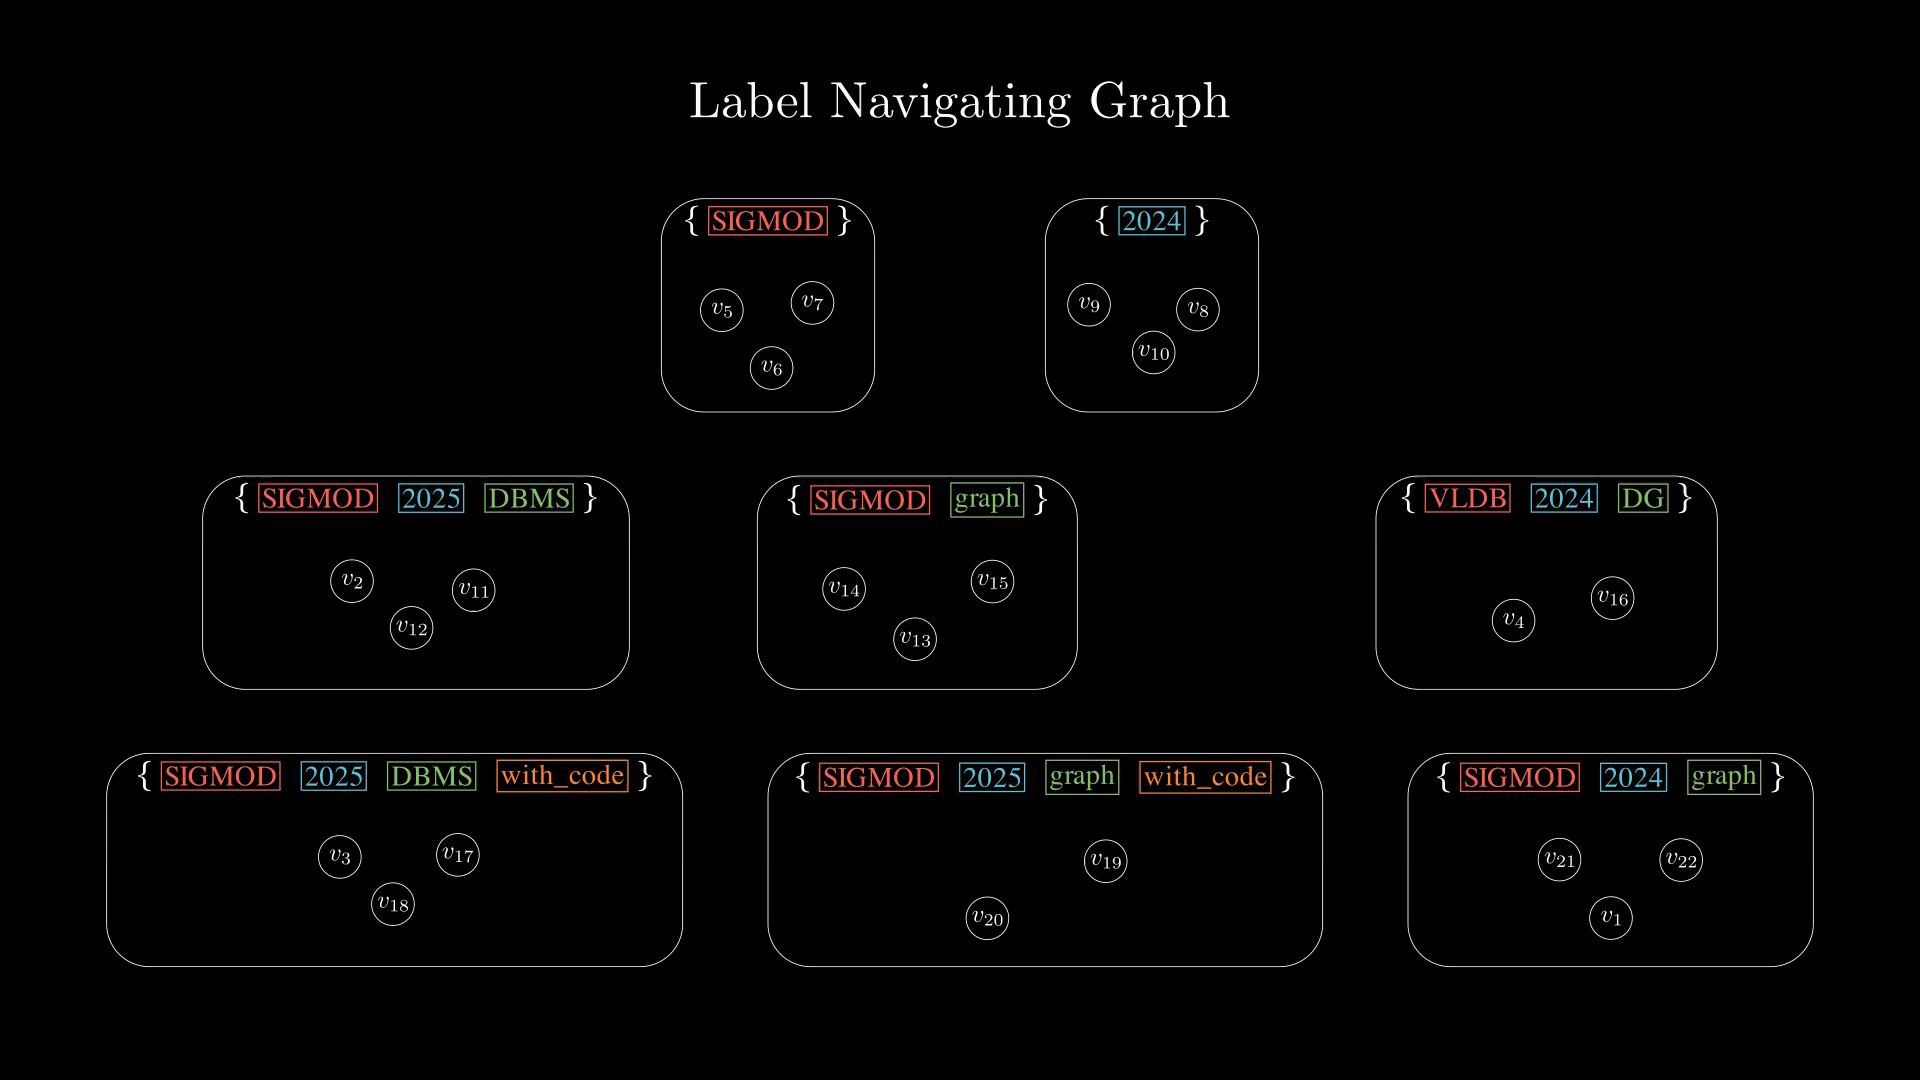 Label Navigating Graph
{ SIGMOD }
{ 2024 }
v5 v7
v6
v9 v8
v10
{ SIGMOD 2025 DBMS }
{ SIGMOD graph }
{ VLDB 2024 DG }
v2 v11
v12
v14 v15
v13
v16
v4
{ SIGMOD 2025 DBMS with_code }
{ SIGMOD 2025 graph with_code }
{ SIGMOD 2024 graph }
v3 v17
v18
v19
v20
v21 v22
v1